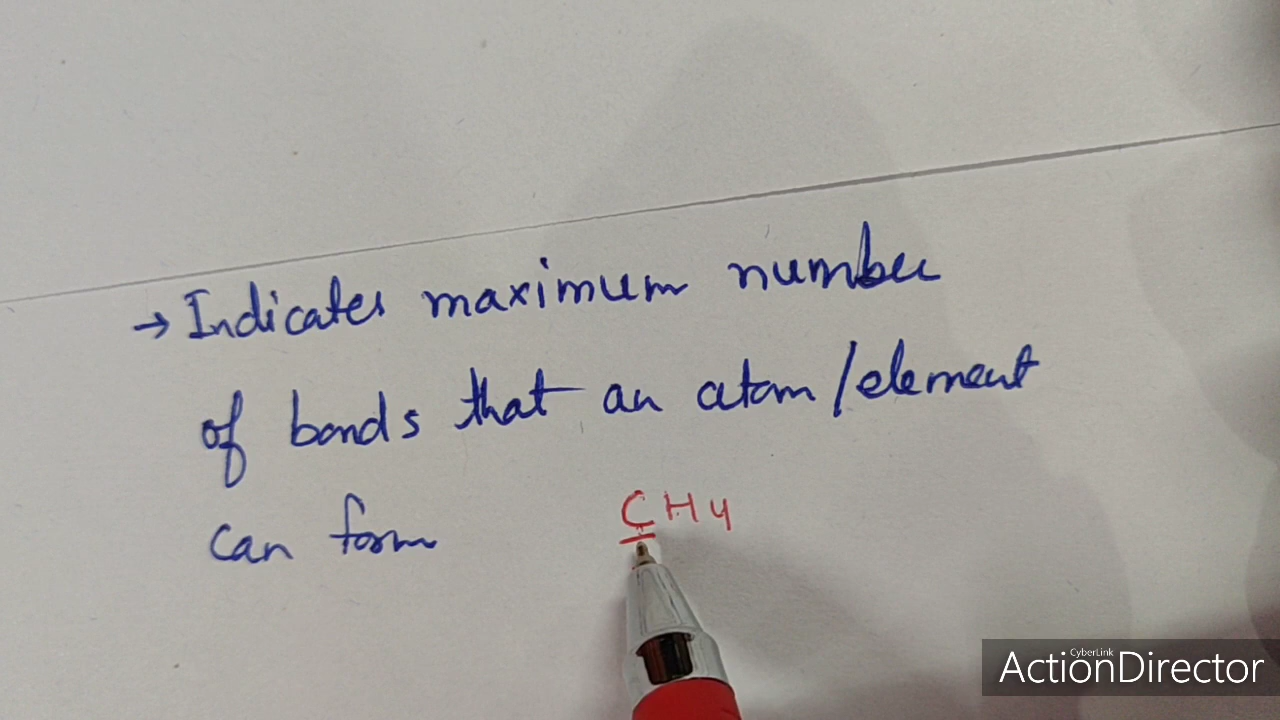 → Indicates maximum number
of bonds that an atom/element
can form
CH4
CyberLink
ActionDirector